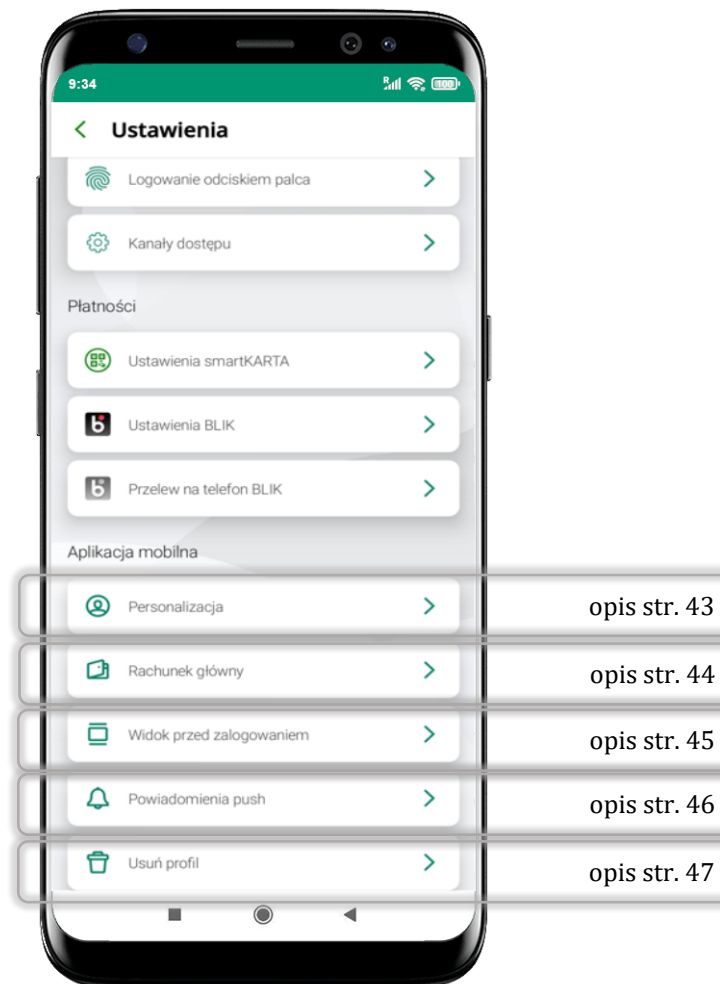 9:34
R 100
Ustawienia
Logowanie odciskiem palca
Kanały dostępu
Płatności
Ustawienia smartKARTA
Ustawienia BLIK
Przelew na telefon BLIK
Aplikacja mobilna
Personalizacja opis str. 43
Rachunek główny opis str. 44
Widok przed zalogowaniem opis str. 45
Powiadomienia push opis str. 46
Usuń profil opis str. 47